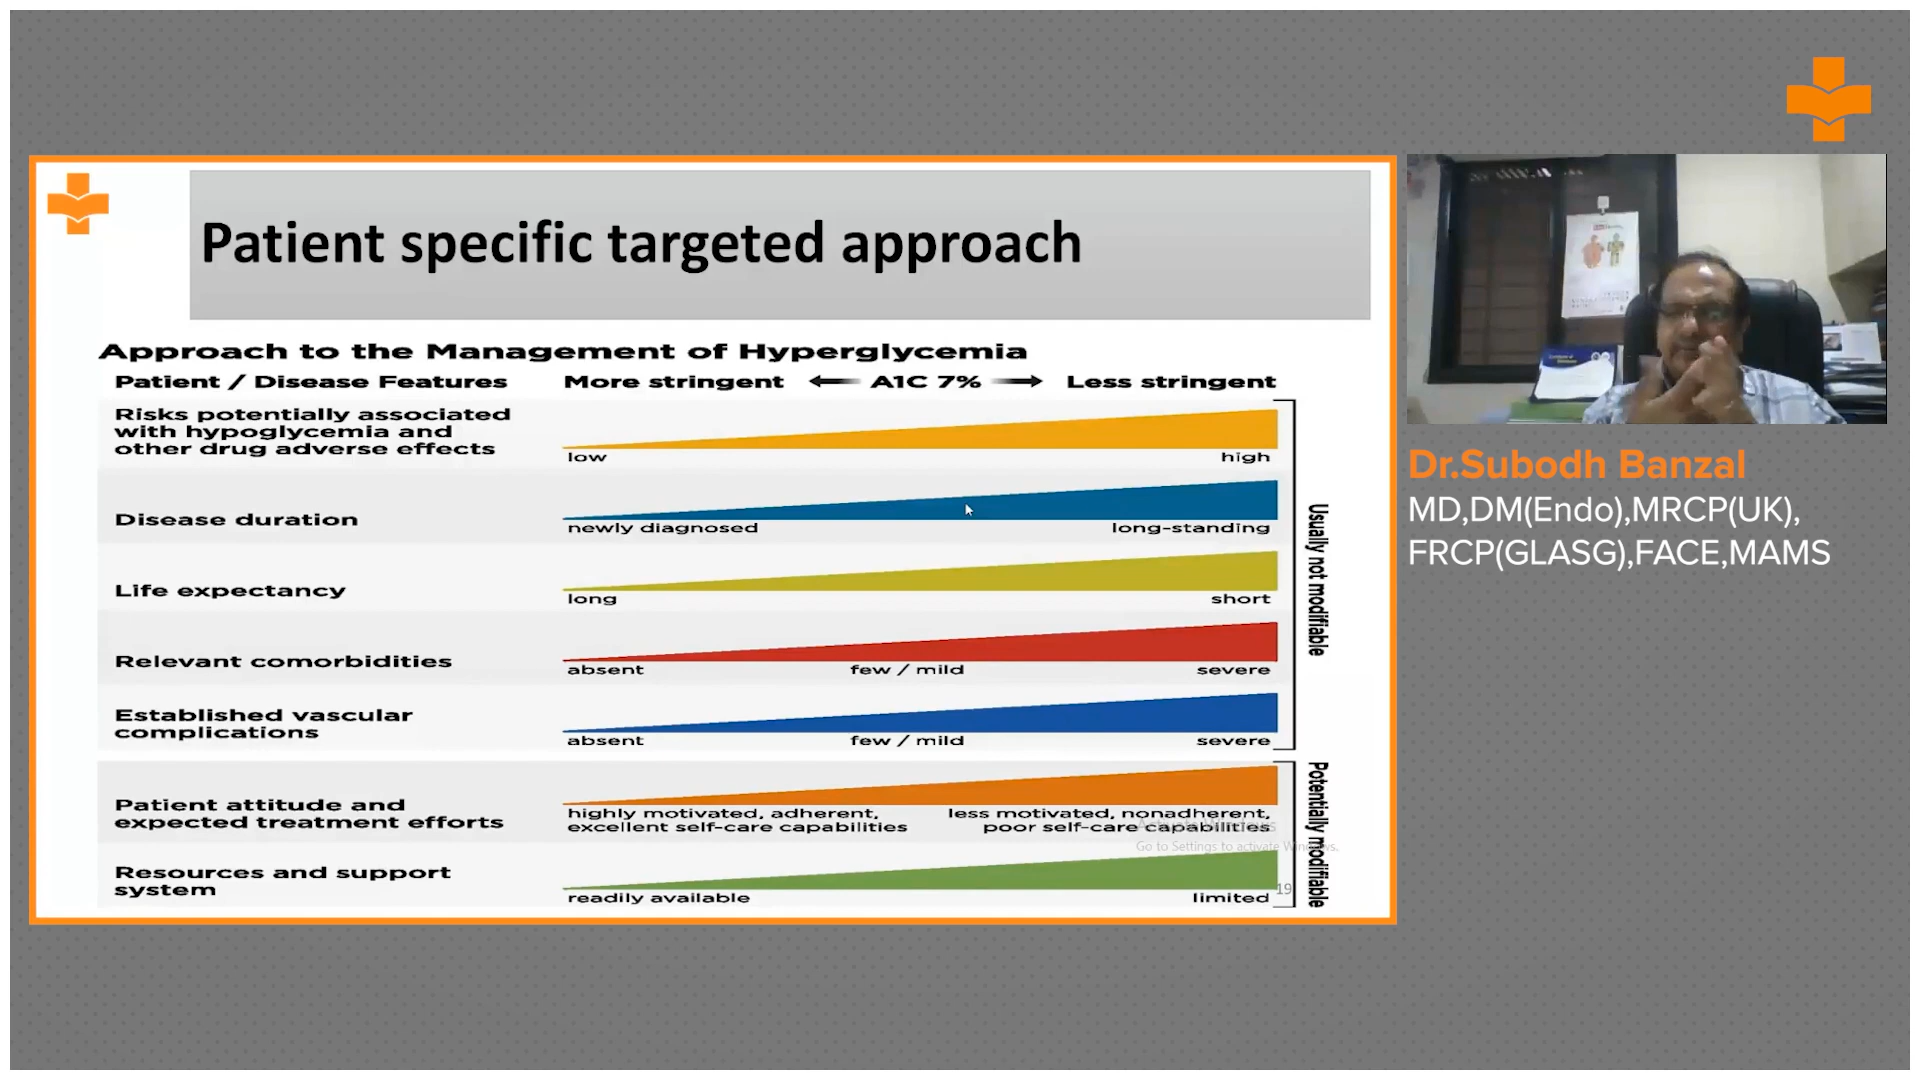 Patient specific targeted approach
Approach to the Management of Hyperglycemia
Patient / Disease Features More stringent A1C 7% Less stringent
Risks potentially associated
with hypoglycemia and
other drug adverse effects
low high
Disease duration
newly diagnosed long-standing
Life expectancy
long short
Relevant comorbidities
absent few / mild severe
Established vascular
complications
absent few / mild severe
Usually not modifiable
Patient attitude and
expected treatment efforts
highly motivated, adherent,
excellent self-care capabilities
less motivated, nonadherent,
poor self-care capabilities
Resources and support
system
readily available limited
Potentially modifiable
Activate Windows
Go to Settings to activate Windows.
19
Dr.Subodh Banzal
MD,DM(Endo),MRCP(UK),
FRCP(GLASG),FACE,MAMS